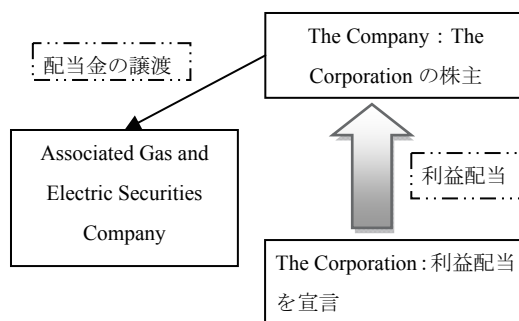 The Company：The
Corporation の株主
配当金の譲渡
Associated Gas and
Electric Securities
Company
利益配当
The Corporation：利益配当
を宣言